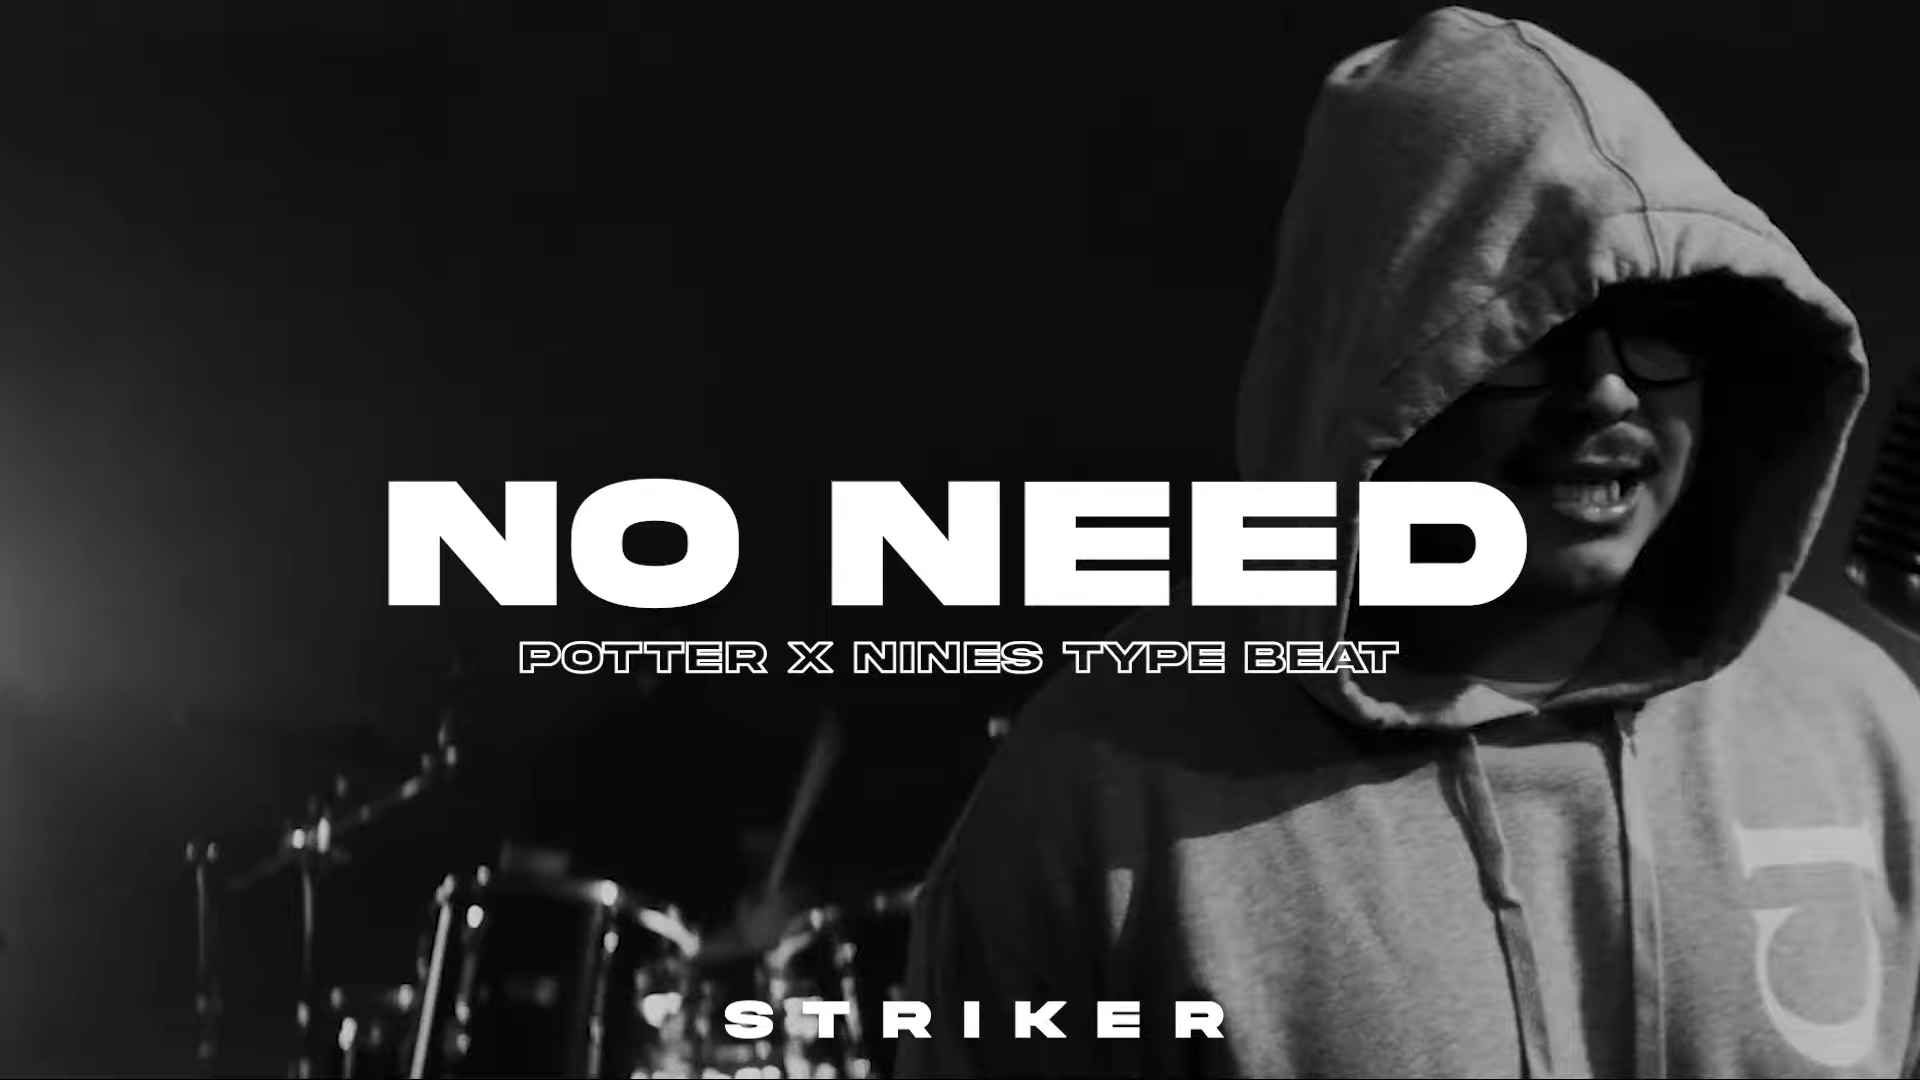 NO NEED
POTTER X NINES TYPE BEAT
STRIKER